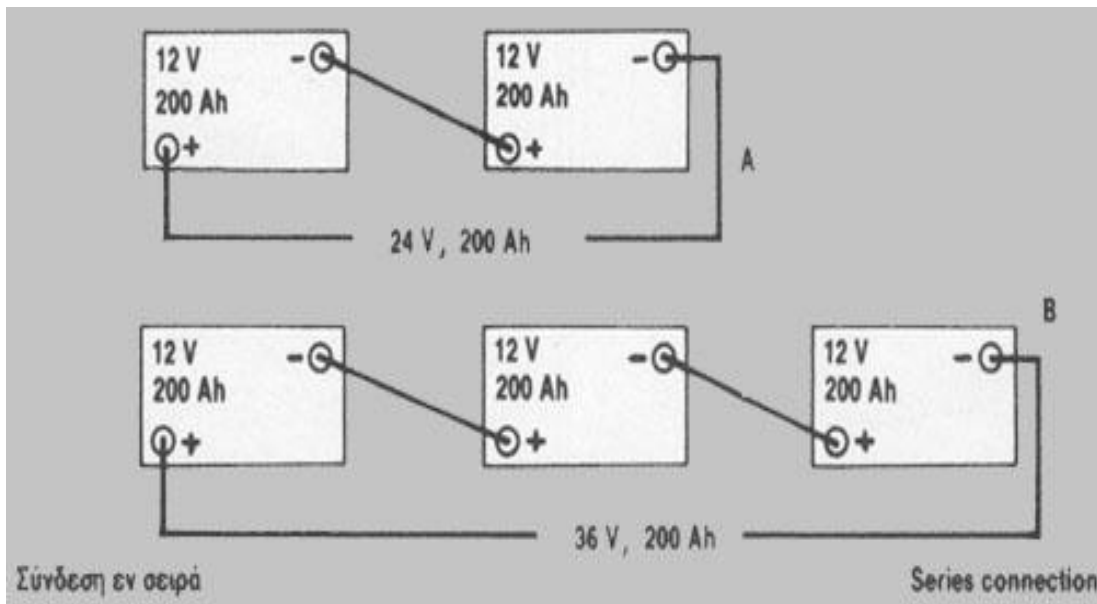 12 V
200 Ah
+
-
12 V
200 Ah
+
-
A
24 V, 200 Ah
B
12 V
200 Ah
+
-
12 V
200 Ah
+
-
12 V
200 Ah
+
-
36 V, 200 Ah
Σύνδεση εν σειρά
Series connection